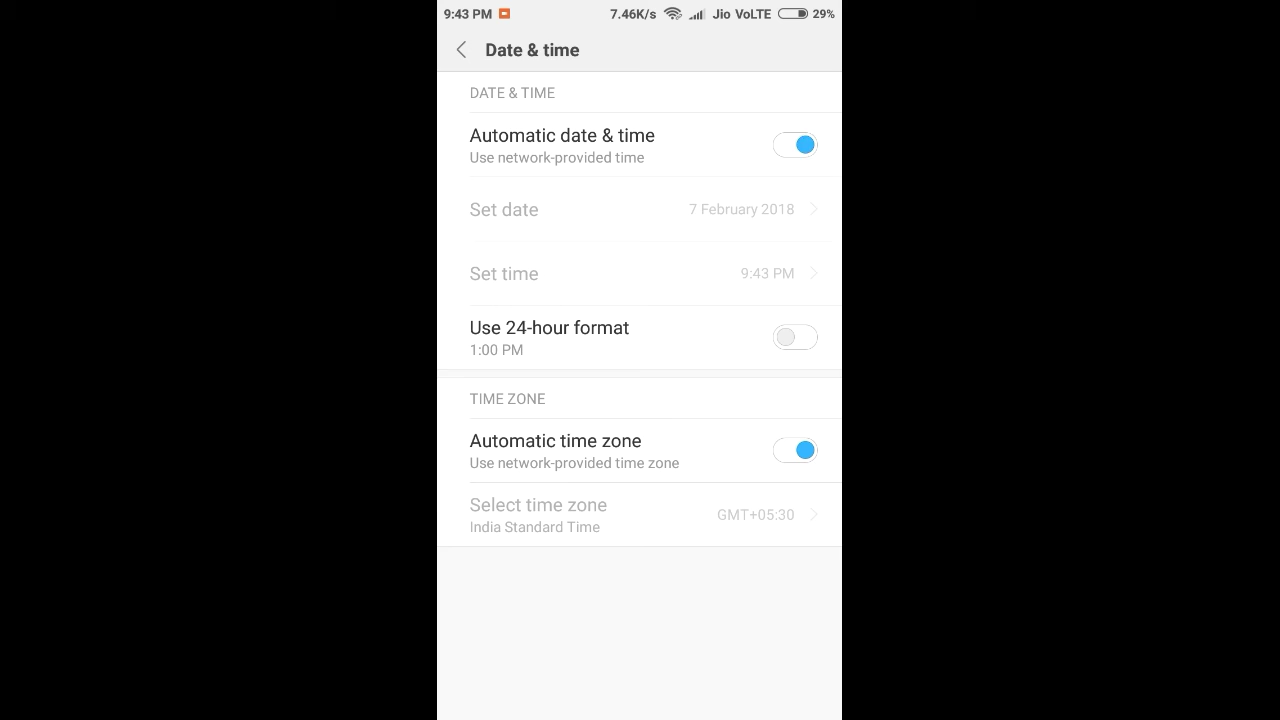 9:43 PM 7.46K/s Jio VoLTE 29%
Date & time
DATE & TIME
Automatic date & time
Use network-provided time
Set date 7 February 2018
Set time 9:43 PM
Use 24-hour format
1:00 PM
TIME ZONE
Automatic time zone
Use network-provided time zone
Select time zone GMT+05:30
India Standard Time